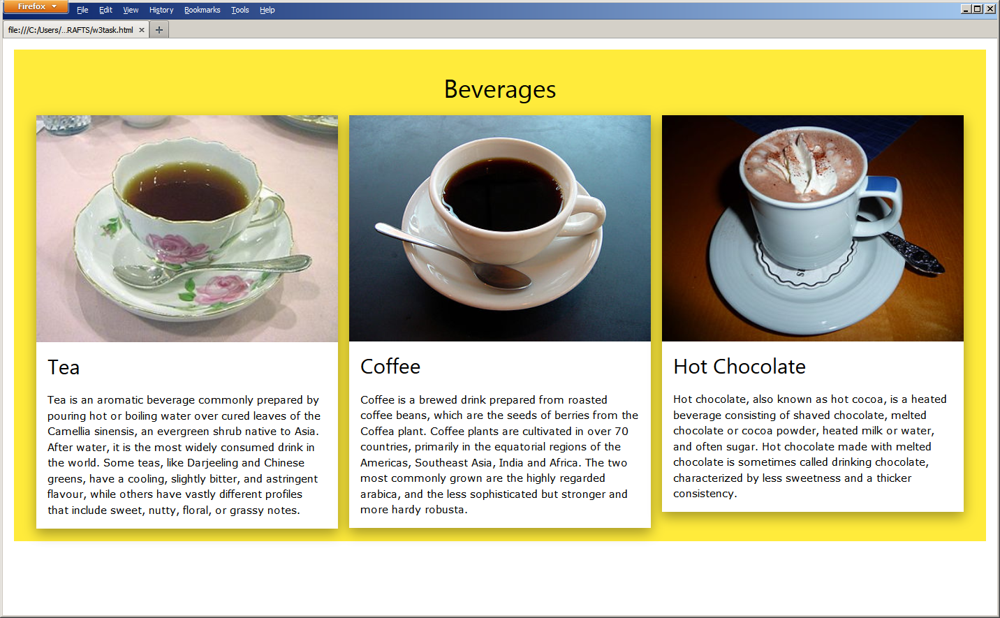 Firefox
File Edit View History Bookmarks Tools Help
file:///C:/Users/...RAFTS/w3task.html
Beverages
Tea
Tea is an aromatic beverage commonly prepared by
pouring hot or boiling water over cured leaves of the
Camellia sinensis, an evergreen shrub native to Asia.
After water, it is the most widely consumed drink in
the world. Some teas, like Darjeeling and Chinese
greens, have a cooling, slightly bitter, and astringent
flavour, while others have vastly different profiles
that include sweet, nutty, floral, or grassy notes.
Coffee
Coffee is a brewed drink prepared from roasted
coffee beans, which are the seeds of berries from the
Coffea plant. Coffee plants are cultivated in over 70
countries, primarily in the equatorial regions of the
Americas, Southeast Asia, India and Africa. The two
most commonly grown are the highly regarded
arabica, and the less sophisticated but stronger and
more hardy robusta.
Hot Chocolate
Hot chocolate, also known as hot cocoa, is a heated
beverage consisting of shaved chocolate, melted
chocolate or cocoa powder, heated milk or water,
and often sugar. Hot chocolate made with melted
chocolate is sometimes called drinking chocolate,
characterized by less sweetness and a thicker
consistency.